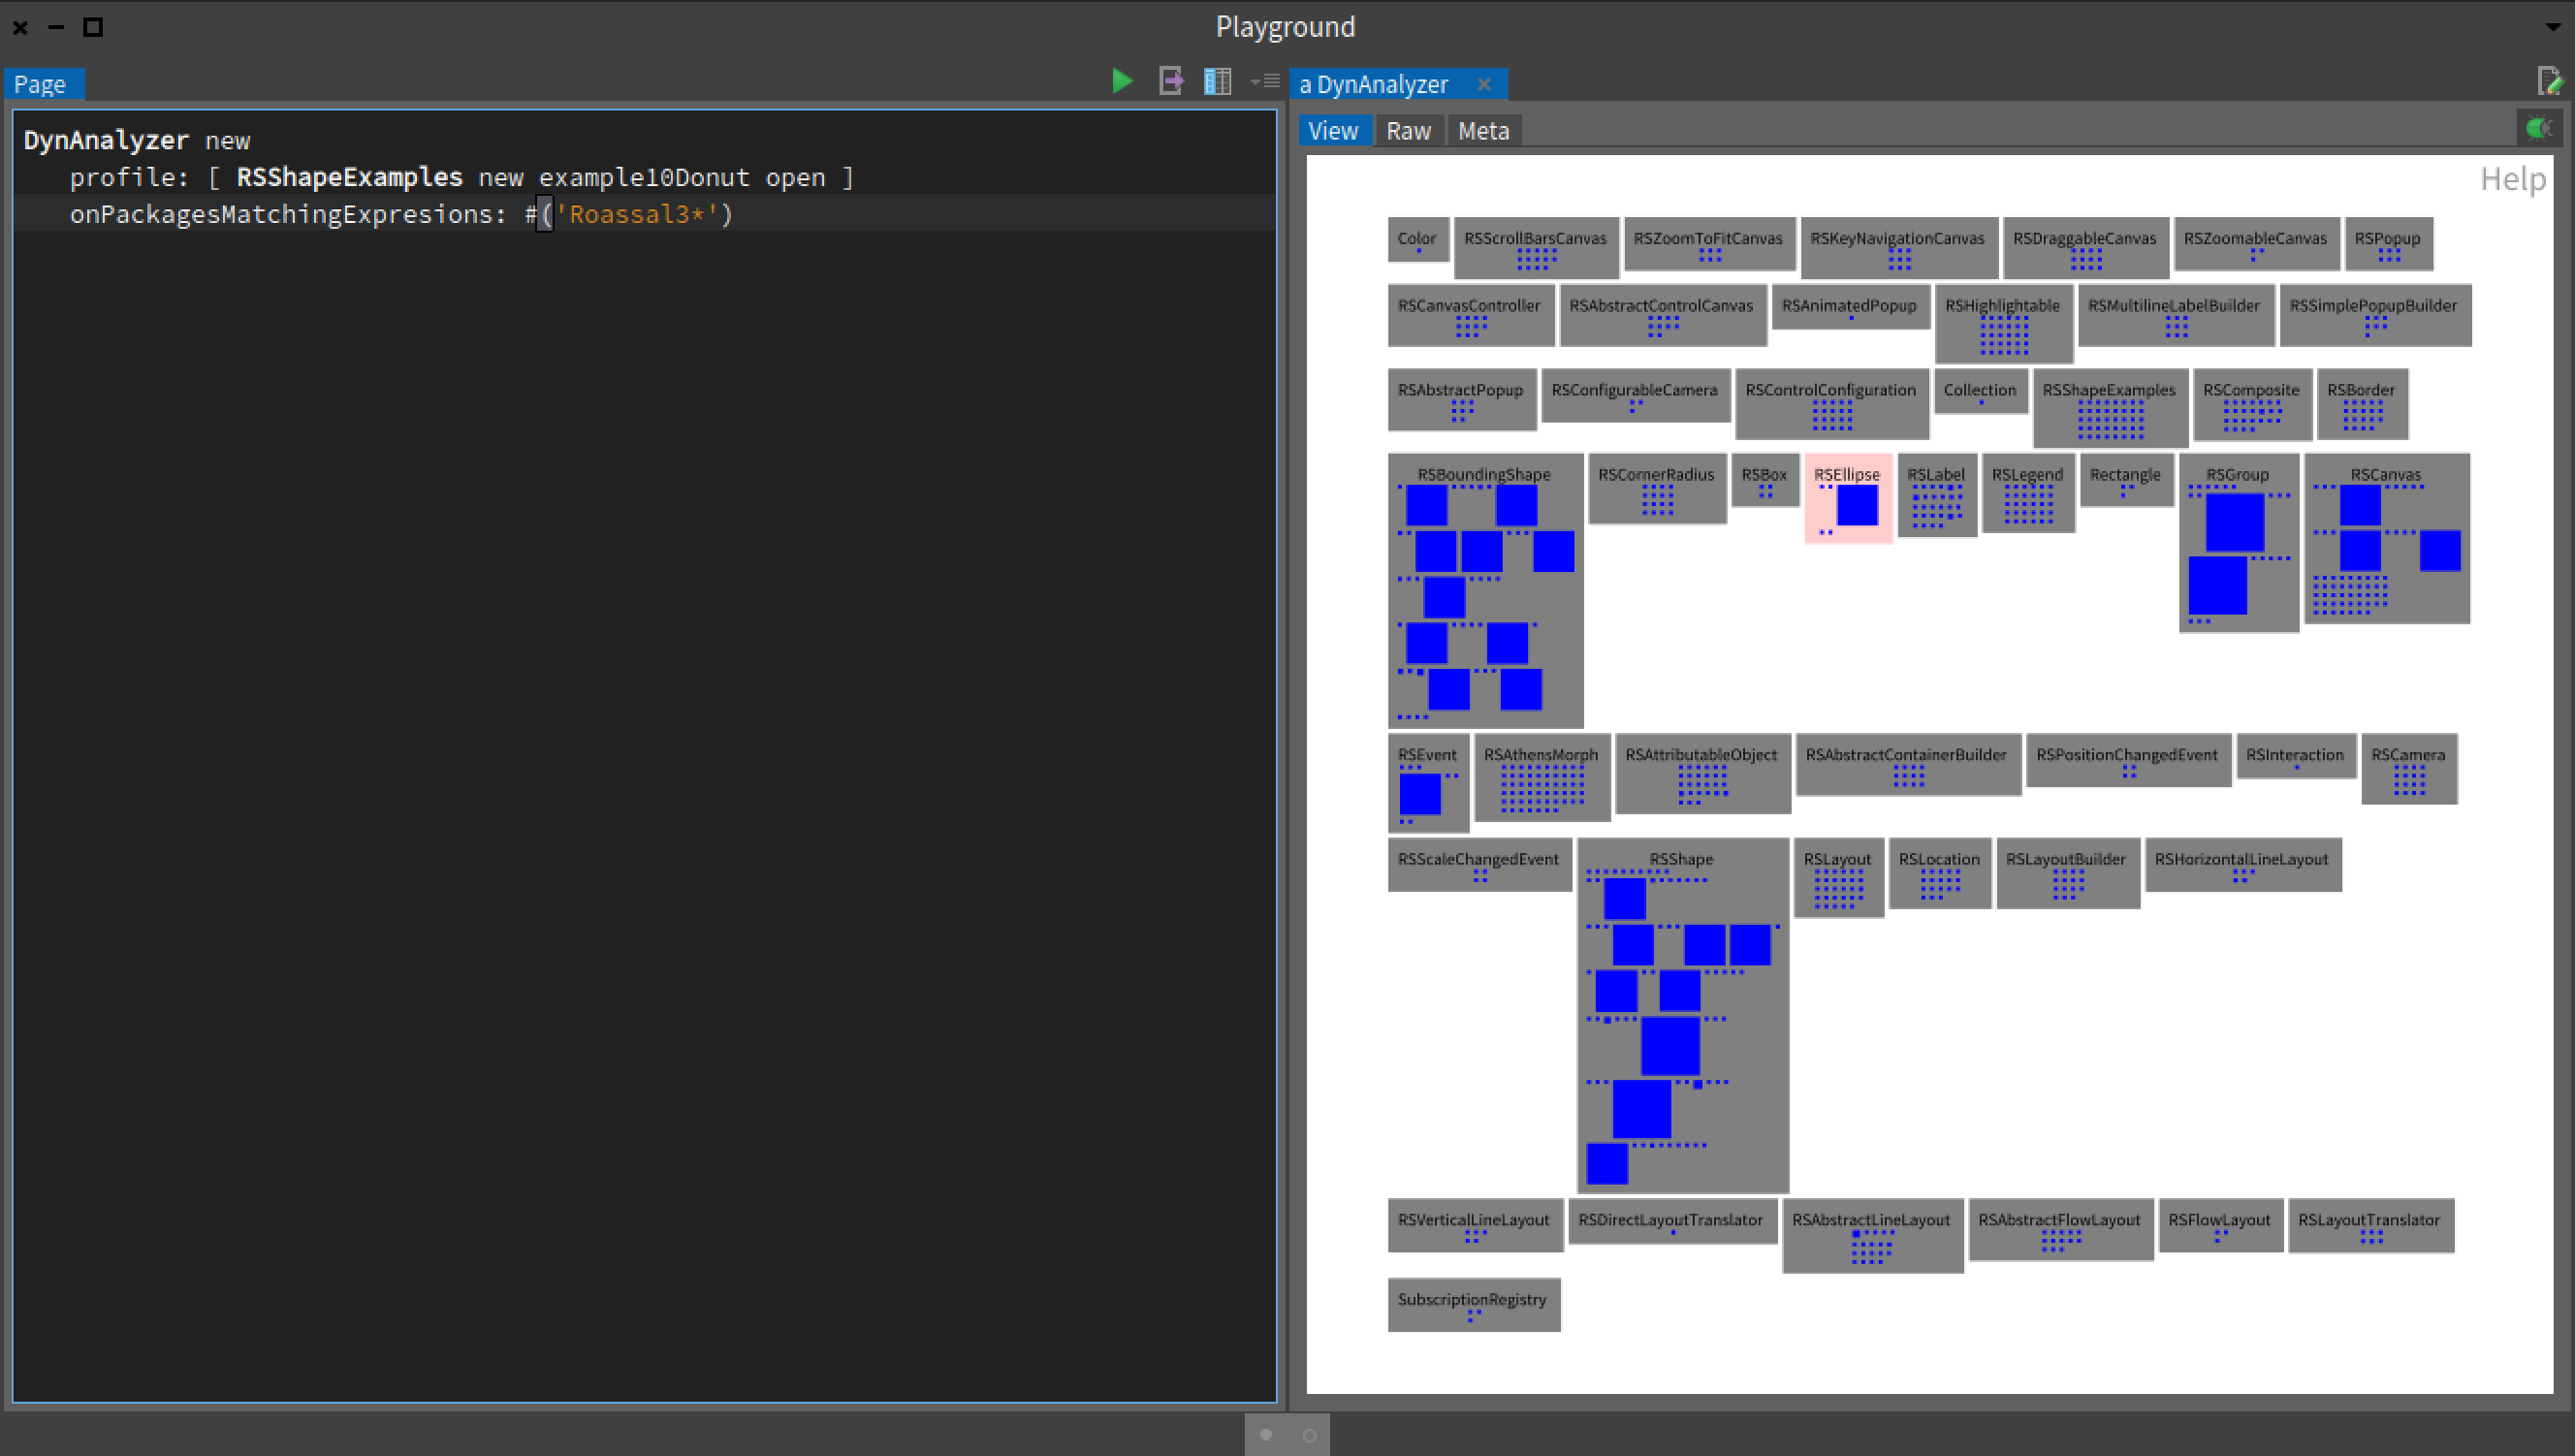 Playground
Page
DynAnalyzer new
profile: [ RSShapeExamples new example10Donut open ]
onPackagesMatchingExpresions: #('Roassal3*')
a DynAnalyzer
View Raw Meta
Help
Color RSScrollBarsCanvas RSZoomToFitCanvas RSKeyNavigationCanvas RSDraggableCanvas RSZoomableCanvas RSPopup
RSCanvasController RSAbstractControlCanvas RSAnimatedPopup RSHighlightable RSMultilineLabelBuilder RSSimplePopupBuilder
RSAbstractPopup RSConfigurableCamera RSControlConfiguration Collection RSShapeExamples RSComposite RSBorder
RSBoundingShape RSCornerRadius RSBox RSEllipse RSLabel RSLegend Rectangle RSGroup RSCanvas
RSEvent RSAthensMorph RSAttributableObject RSAbstractContainerBuilder RSPositionChangedEvent RSInteraction RSCamera
RSScaleChangedEvent RSShape RSLayout RSLocation RSLayoutBuilder RSHorizontalLineLayout
RSVerticalLineLayout RSDirectLayoutTranslator RSAbstractLineLayout RSAbstractFlowLayout RSFlowLayout RSLayoutTranslator
SubscriptionRegistry